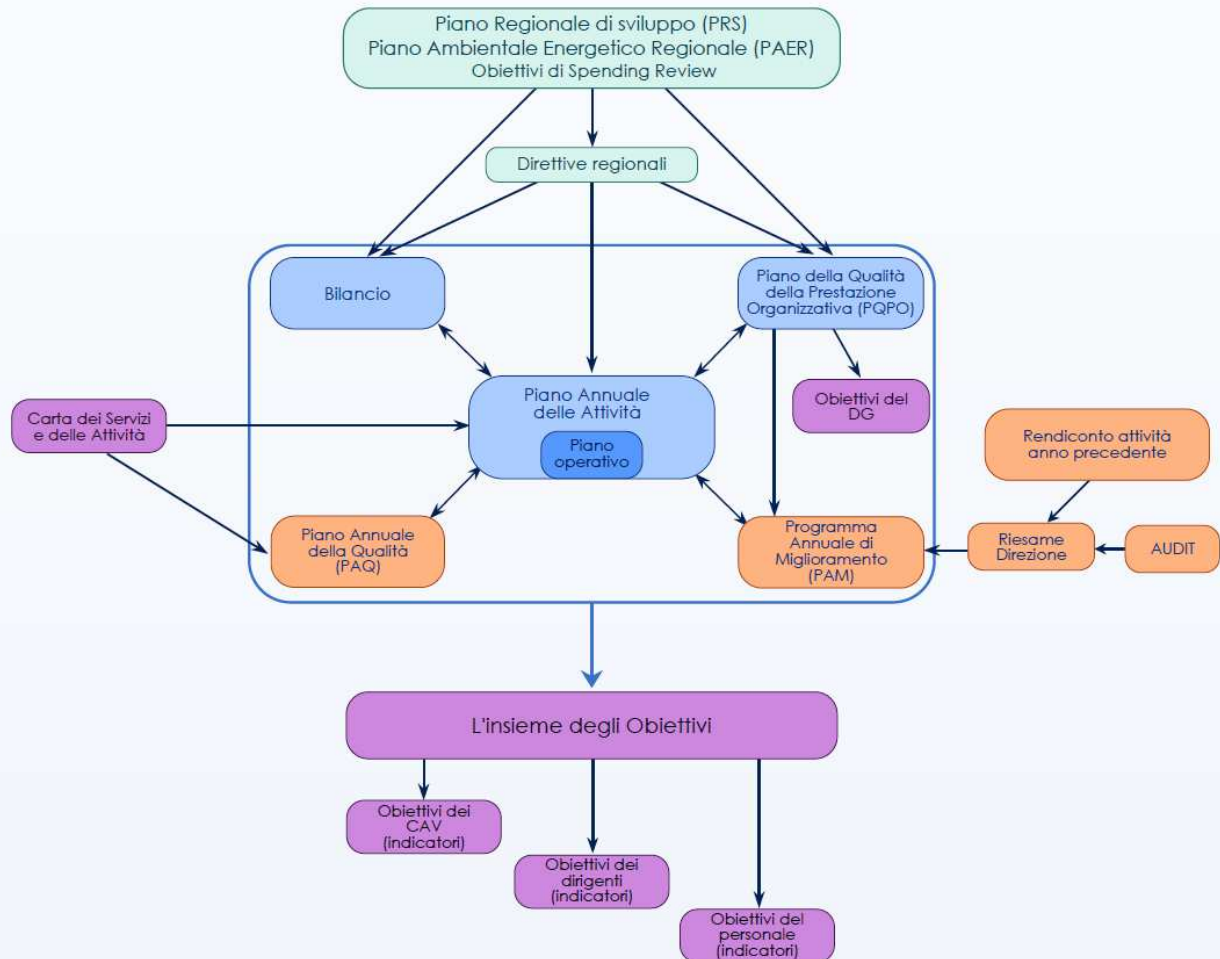 Piano Regionale di sviluppo (PRS)
Piano Ambientale Energetico Regionale (PAER)
Obiettivi di Spending Review
Direttive regionali
Bilancio
Piano della Qualità
della Prestazione
Organizzativa (PQPO)
Piano Annuale
delle Attività
Piano
operativo
Obiettivi del
DG
Carta dei Servizi
e delle Attività
Rendiconto attività
anno precedente
Piano Annuale
della Qualità
(PAQ)
Programma
Annuale di
Miglioramento
(PAM)
Riesame
Direzione
AUDIT
L'insieme degli Obiettivi
Obiettivi dei
CAV
(indicatori)
Obiettivi dei
dirigenti
(indicatori)
Obiettivi del
personale
(indicatori)